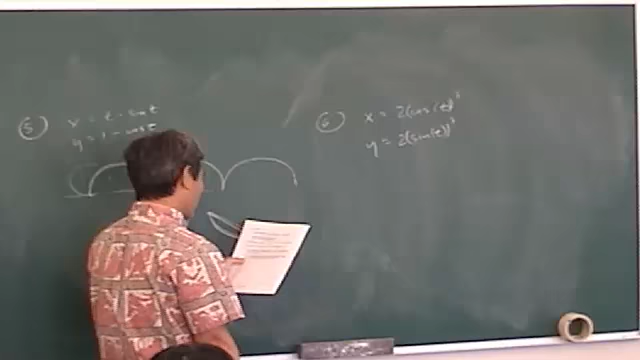 5 x = t - sin t
y = 1 - cos t
6 x = 2(cos(t))³
y = 2(sin(t))³